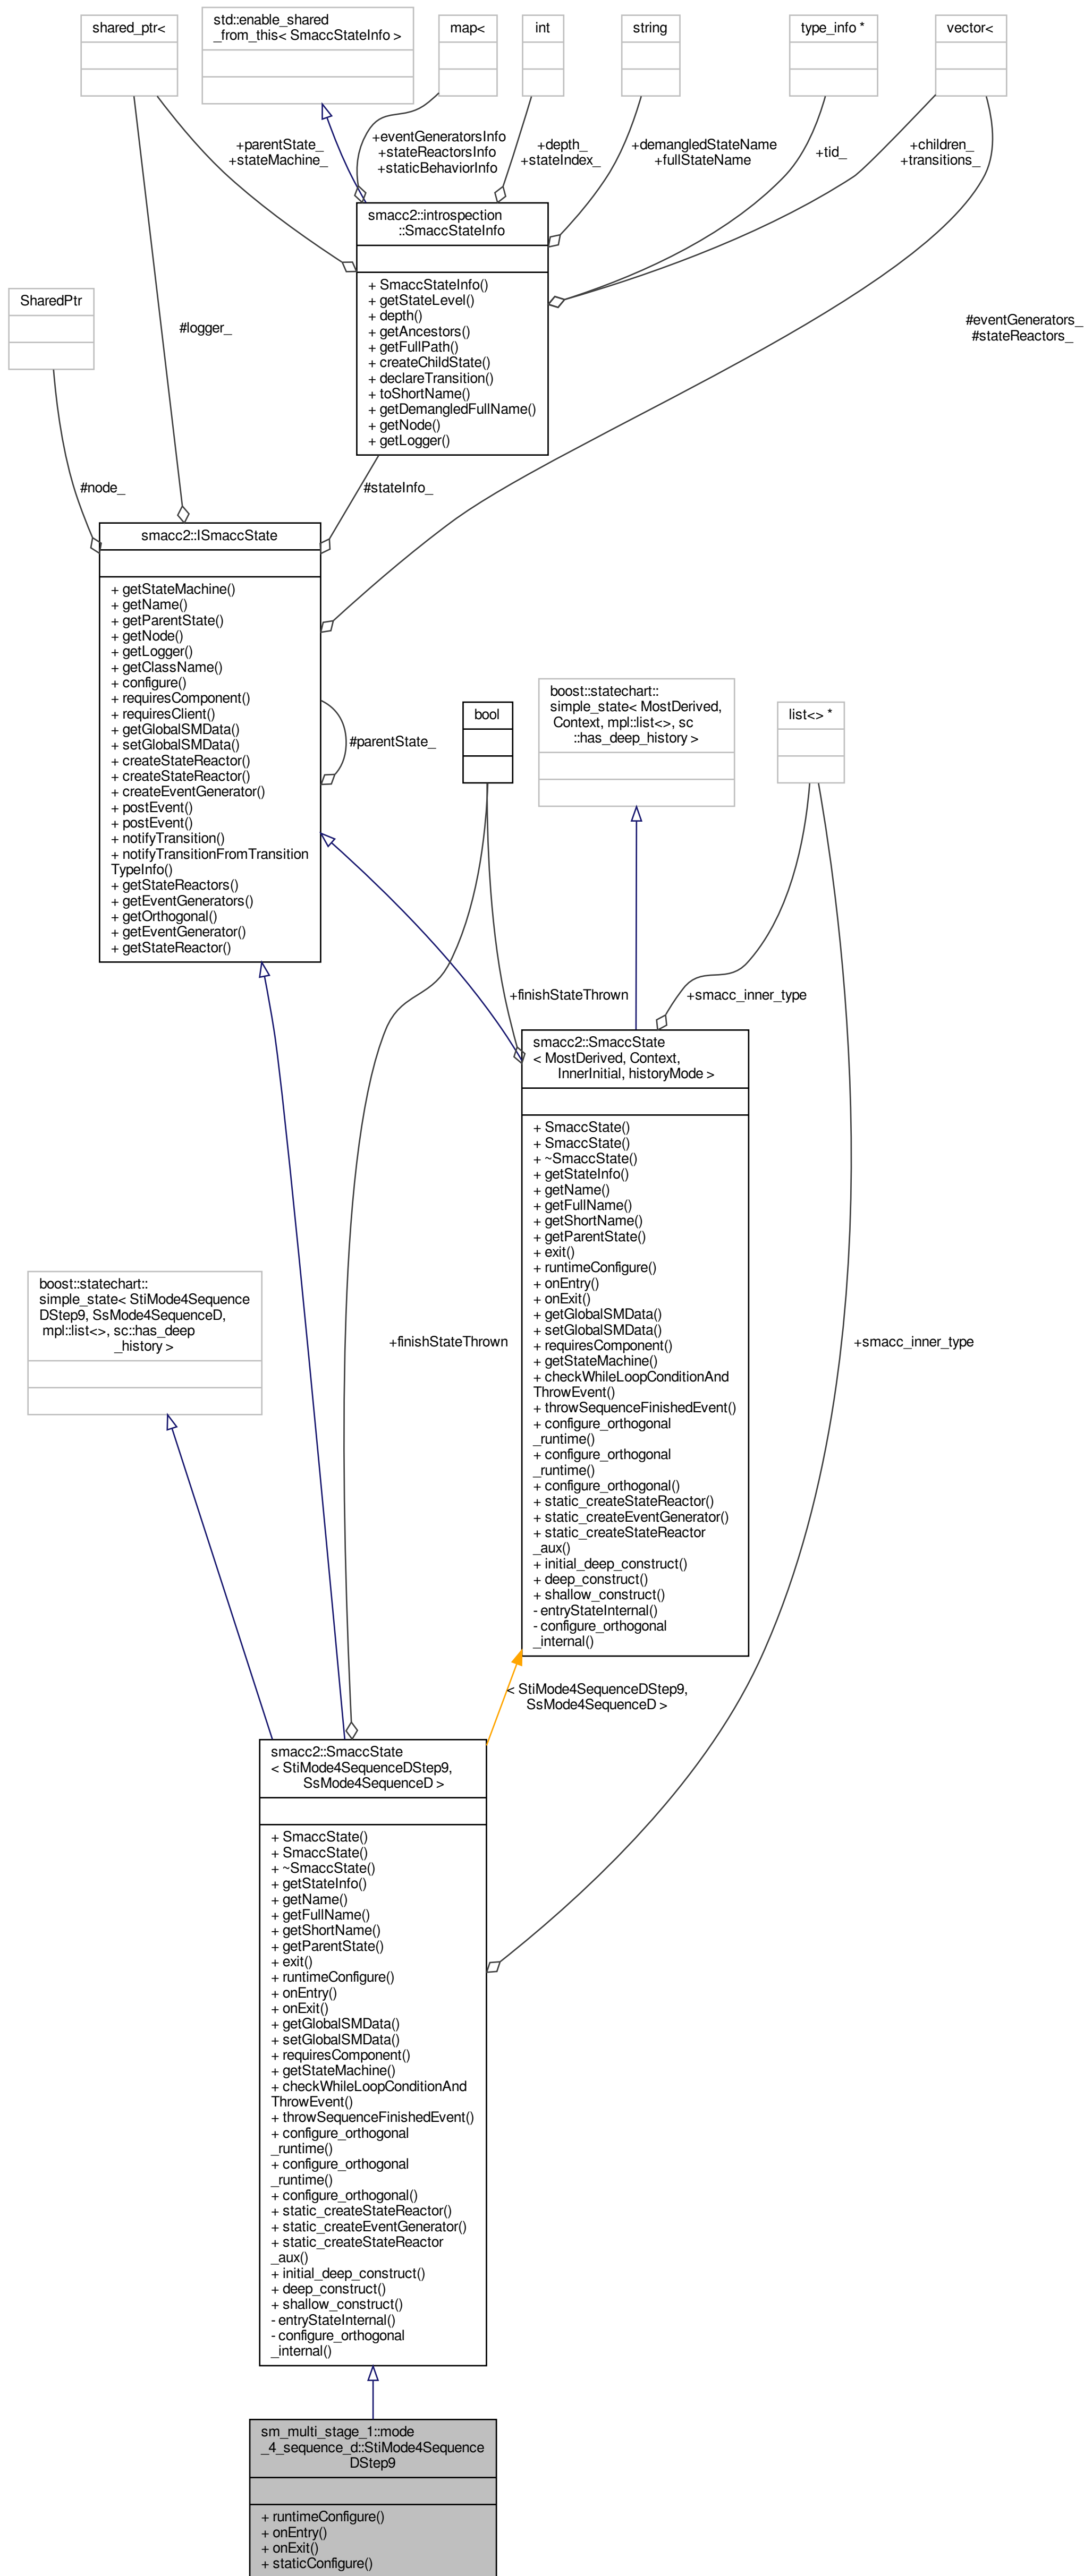 shared_ptr<
std::enable_shared
_from_this< SmaccStateInfo >
map<
int
string
type_info *
vector<
+parentState_
+stateMachine_
+eventGeneratorsInfo
+stateReactorsInfo
+staticBehaviorInfo
+depth_
+stateIndex_
+demangledStateName
+fullStateName
+tid_
+children_
+transitions_
smacc2::introspection
::SmaccStateInfo
+ SmaccStateInfo()
+ getStateLevel()
+ depth()
+ getAncestors()
+ getFullPath()
+ createChildState()
+ declareTransition()
+ toShortName()
+ getDemangledFullName()
+ getNode()
+ getLogger()
SharedPtr
#logger_
#eventGenerators_
#stateReactors_
#node_
#stateInfo_
smacc2::ISmaccState
+ getStateMachine()
+ getName()
+ getParentState()
+ getNode()
+ getLogger()
+ getClassName()
+ configure()
+ requiresComponent()
+ requiresClient()
+ getGlobalSMData()
+ setGlobalSMData()
+ createStateReactor()
+ createStateReactor()
+ createEventGenerator()
+ postEvent()
+ postEvent()
+ notifyTransition()
+ notifyTransitionFromTransition
TypeInfo()
+ getStateReactors()
+ getEventGenerators()
+ getOrthogonal()
+ getEventGenerator()
+ getStateReactor()
#parentState_
bool
boost::statechart::
simple_state< MostDerived,
Context, mpl::list<>, sc
::has_deep_history >
list<> *
+finishStateThrown
+smacc_inner_type
smacc2::SmaccState
< MostDerived, Context,
InnerInitial, historyMode >
+ SmaccState()
+ SmaccState()
+ ~SmaccState()
+ getStateInfo()
+ getName()
+ getFullName()
+ getShortName()
+ getParentState()
+ exit()
+ runtimeConfigure()
+ onEntry()
+ onExit()
+ getGlobalSMData()
+ setGlobalSMData()
+ requiresComponent()
+ getStateMachine()
+ checkWhileLoopConditionAnd
ThrowEvent()
+ throwSequenceFinishedEvent()
+ configure_orthogonal
_runtime()
+ configure_orthogonal
_runtime()
+ configure_orthogonal()
+ static_createStateReactor()
+ static_createEventGenerator()
+ static_createStateReactor
_aux()
+ initial_deep_construct()
+ deep_construct()
+ shallow_construct()
- entryStateInternal()
- configure_orthogonal
_internal()
boost::statechart::
simple_state< StiMode4Sequence
DStep9, SsMode4SequenceD,
mpl::list<>, sc::has_deep
_history >
+finishStateThrown
+smacc_inner_type
< StiMode4SequenceDStep9,
SsMode4SequenceD >
smacc2::SmaccState
< StiMode4SequenceDStep9,
SsMode4SequenceD >
+ SmaccState()
+ SmaccState()
+ ~SmaccState()
+ getStateInfo()
+ getName()
+ getFullName()
+ getShortName()
+ getParentState()
+ exit()
+ runtimeConfigure()
+ onEntry()
+ onExit()
+ getGlobalSMData()
+ setGlobalSMData()
+ requiresComponent()
+ getStateMachine()
+ checkWhileLoopConditionAnd
ThrowEvent()
+ throwSequenceFinishedEvent()
+ configure_orthogonal
_runtime()
+ configure_orthogonal
_runtime()
+ configure_orthogonal()
+ static_createStateReactor()
+ static_createEventGenerator()
+ static_createStateReactor
_aux()
+ initial_deep_construct()
+ deep_construct()
+ shallow_construct()
- entryStateInternal()
- configure_orthogonal
_internal()
sm_multi_stage_1::mode
_4_sequence_d::StiMode4Sequence
DStep9
+ runtimeConfigure()
+ onEntry()
+ onExit()
+ staticConfigure()